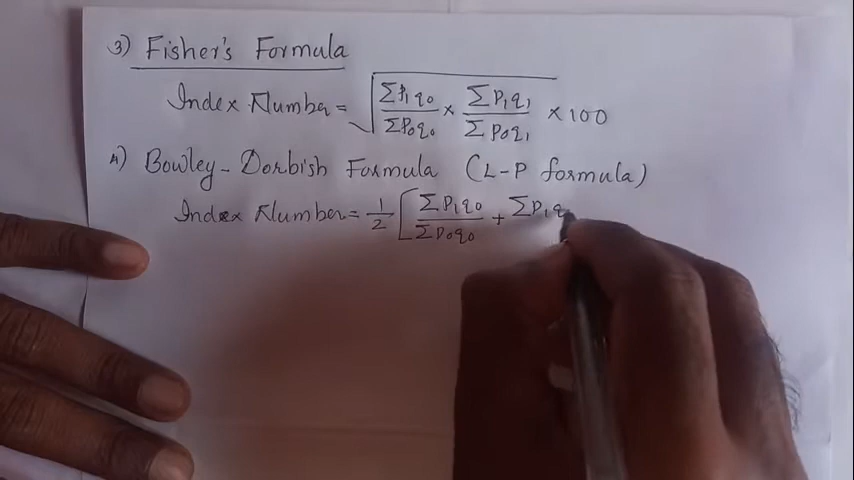 3) Fisher's Formula
Index Number = √ ΣP₁q₀/ΣP₀q₀ × ΣP₁q₁/ΣP₀q₁ × 100
4) Bowley-Dorbish Formula (L-P formula)
Index Number = 1/2 [ ΣP₁q₀/ΣP₀q₀ + ΣP₁q